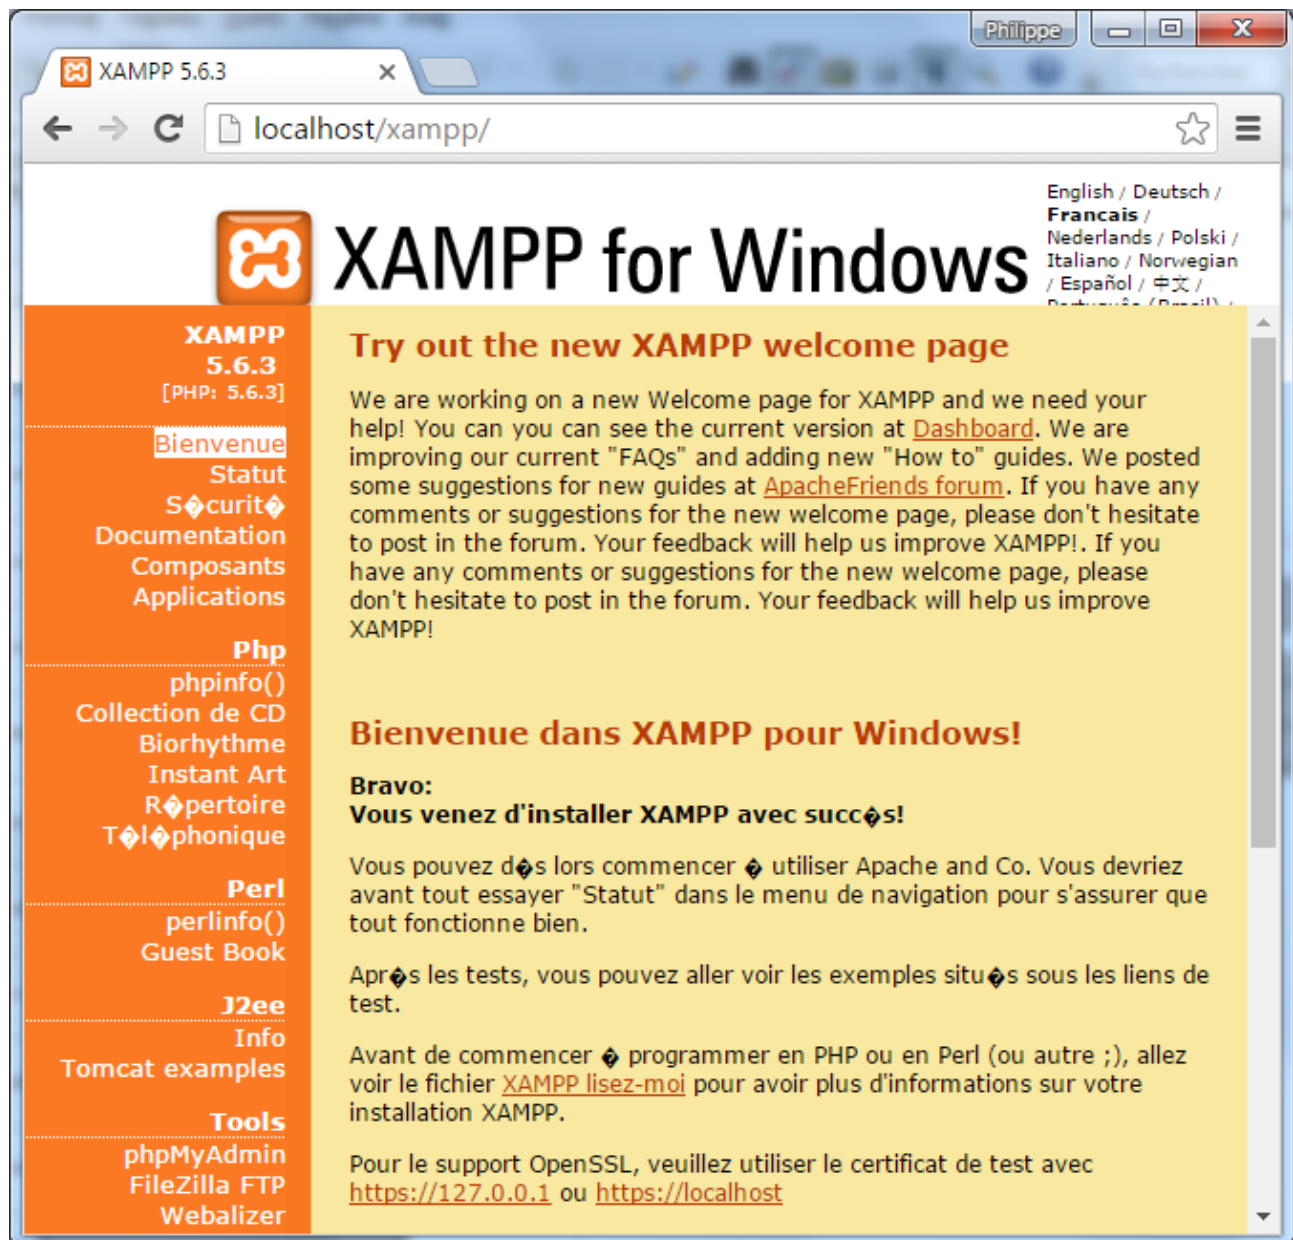 Philippe
XAMPP 5.6.3
localhost/xampp/
XAMPP for Windows
English / Deutsch /
Francais /
Nederlands / Polski /
Italiano / Norwegian
/ Español / 中文 /
Português (Brasil) /
XAMPP
5.6.3
[PHP: 5.6.3]
Bienvenue
Statut
S�curit�
Documentation
Composants
Applications
Php
phpinfo()
Collection de CD
Biorhythme
Instant Art
R�pertoire
T�l�phonique
Perl
perlinfo()
Guest Book
J2ee
Info
Tomcat examples
Tools
phpMyAdmin
FileZilla FTP
Webalizer
Try out the new XAMPP welcome page
We are working on a new Welcome page for XAMPP and we need your
help! You can you can see the current version at Dashboard. We are
improving our current "FAQs" and adding new "How to" guides. We posted
some suggestions for new guides at ApacheFriends forum. If you have any
comments or suggestions for the new welcome page, please don't hesitate
to post in the forum. Your feedback will help us improve XAMPP!. If you
have any comments or suggestions for the new welcome page, please
don't hesitate to post in the forum. Your feedback will help us improve
XAMPP!
Bienvenue dans XAMPP pour Windows!
Bravo:
Vous venez d'installer XAMPP avec succ�s!
Vous pouvez d�s lors commencer � utiliser Apache and Co. Vous devriez
avant tout essayer "Statut" dans le menu de navigation pour s'assurer que
tout fonctionne bien.
Apr�s les tests, vous pouvez aller voir les exemples situ�s sous les liens de
test.
Avant de commencer � programmer en PHP ou en Perl (ou autre ;), allez
voir le fichier XAMPP lisez-moi pour avoir plus d'informations sur votre
installation XAMPP.
Pour le support OpenSSL, veuillez utiliser le certificat de test avec
https://127.0.0.1 ou https://localhost